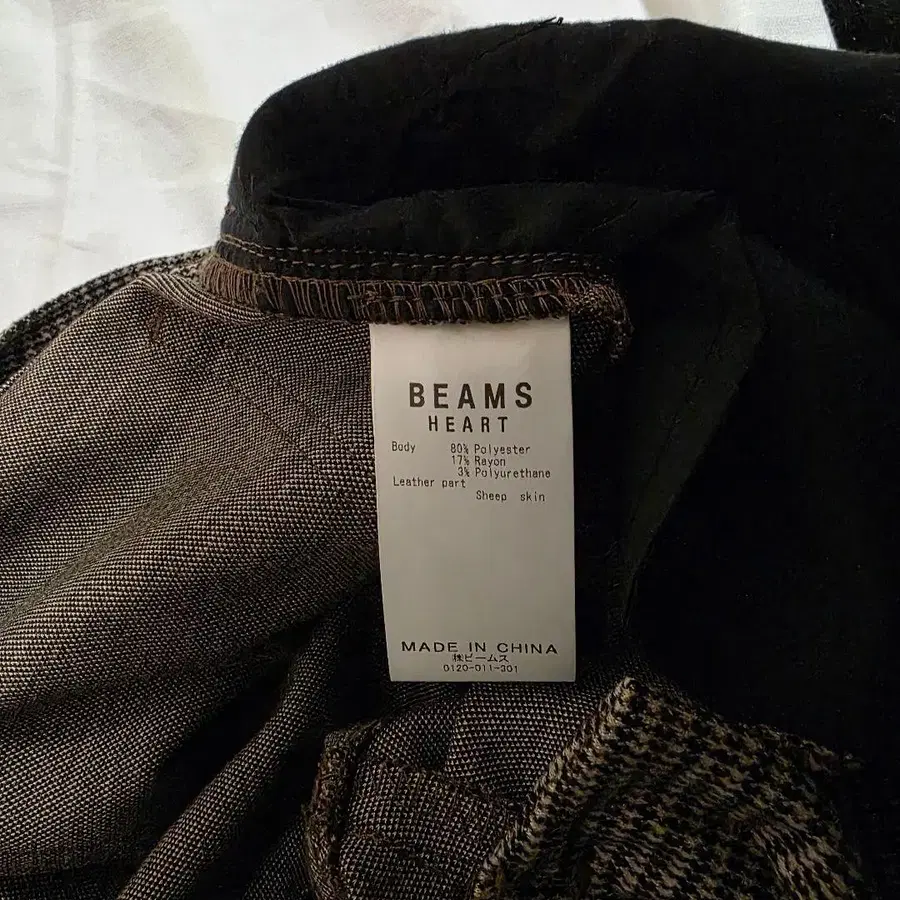 BEAMS
HEART
Body 80% Polyester
17% Rayon
3% Polyurethane
Leather part
Sheep skin
MADE IN CHINA
㈱ビームス
0120-011-301